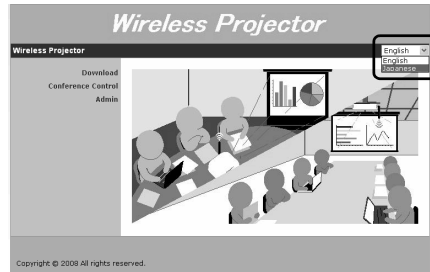 Wireless Projector
Wireless Projector
English
English
Japanese
Download
Conference Control
Admin
Copyright © 2008 All rights reserved.